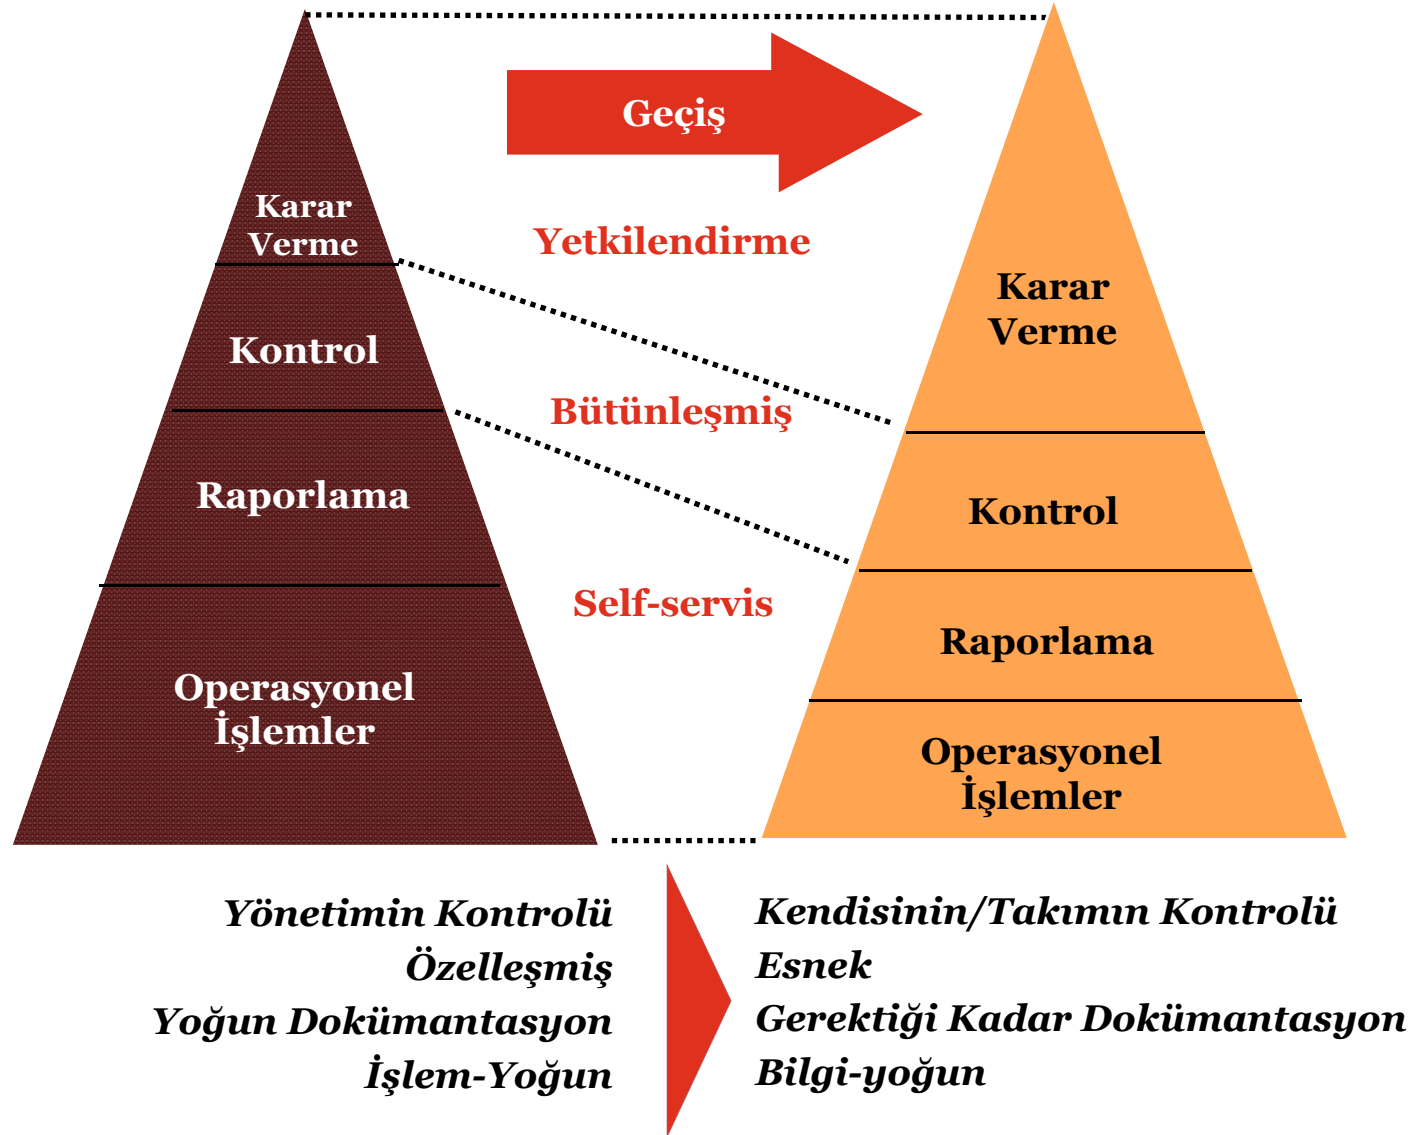 Geçiş
Karar
Verme
Kontrol
Raporlama
Operasyonel
İşlemler
Yetkilendirme
Bütünleşmiş
Self-servis
Karar
Verme
Kontrol
Raporlama
Operasyonel
İşlemler
Yönetimin Kontrolü
Özelleşmiş
Yoğun Dokümantasyon
İşlem-Yoğun
Kendisinin/Takımın Kontrolü
Esnek
Gerektiği Kadar Dokümantasyon
Bilgi-yoğun